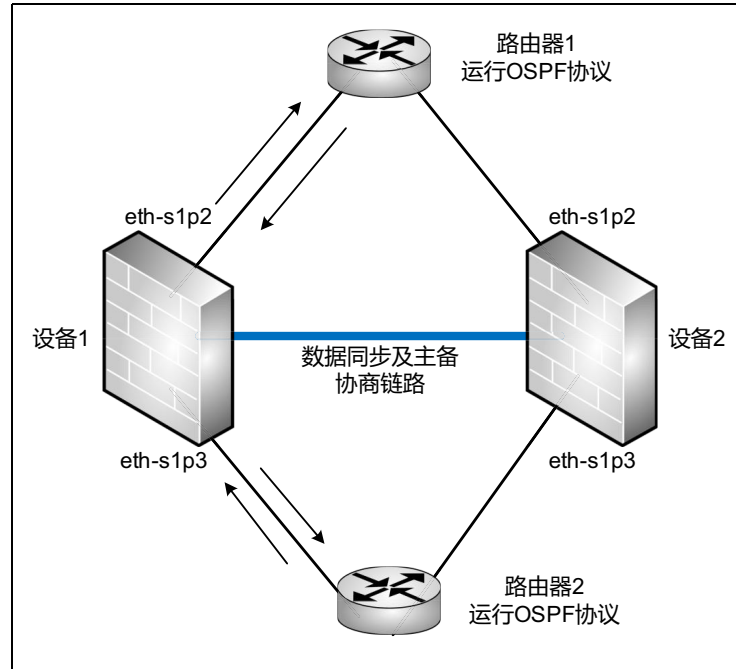 路由器1
运行OSPF协议
eth-s1p2
eth-s1p2
设备1
数据同步及主备
协商链路
设备2
eth-s1p3
eth-s1p3
路由器2
运行OSPF协议